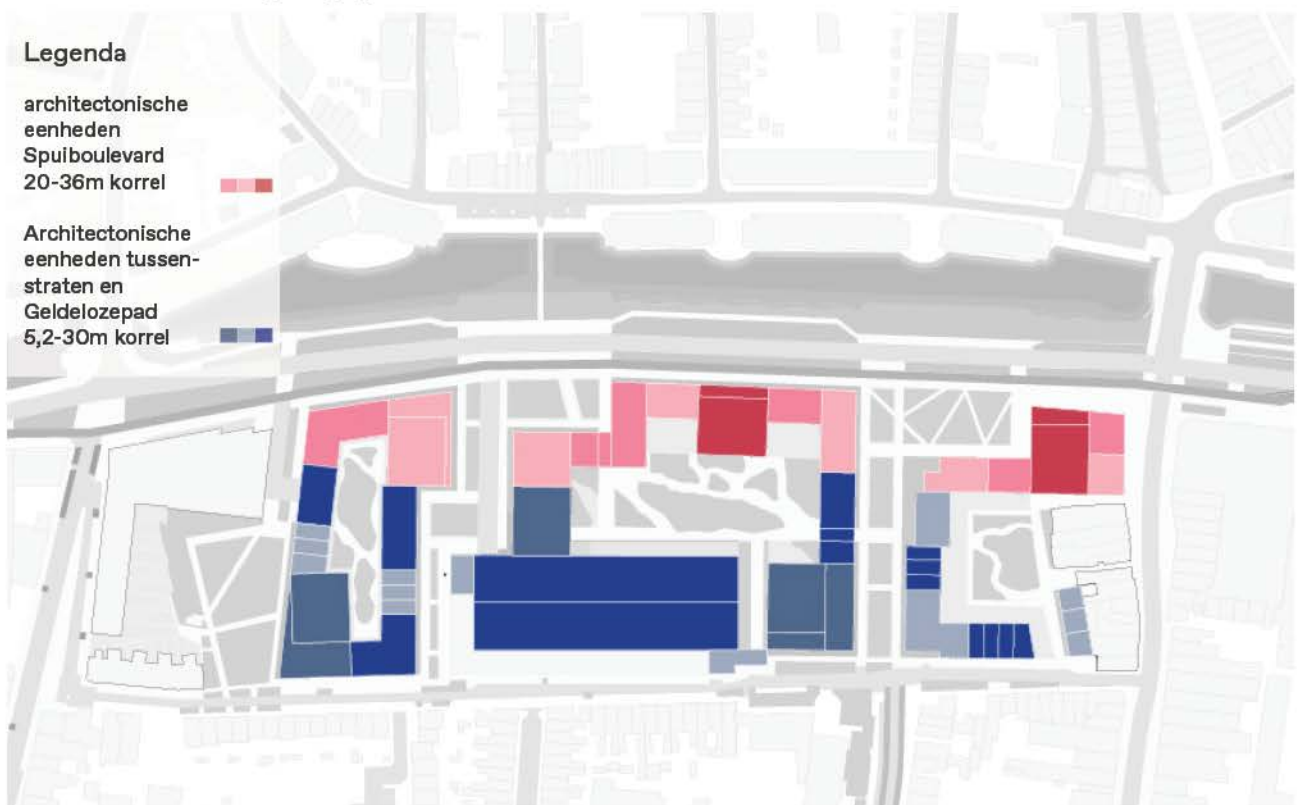 Legenda
architectonische
eenheden
Spuiboulevard
20-36m korrel
Architectonische
eenheden tussen-
straten en
Geldelozepad
5,2-30m korrel